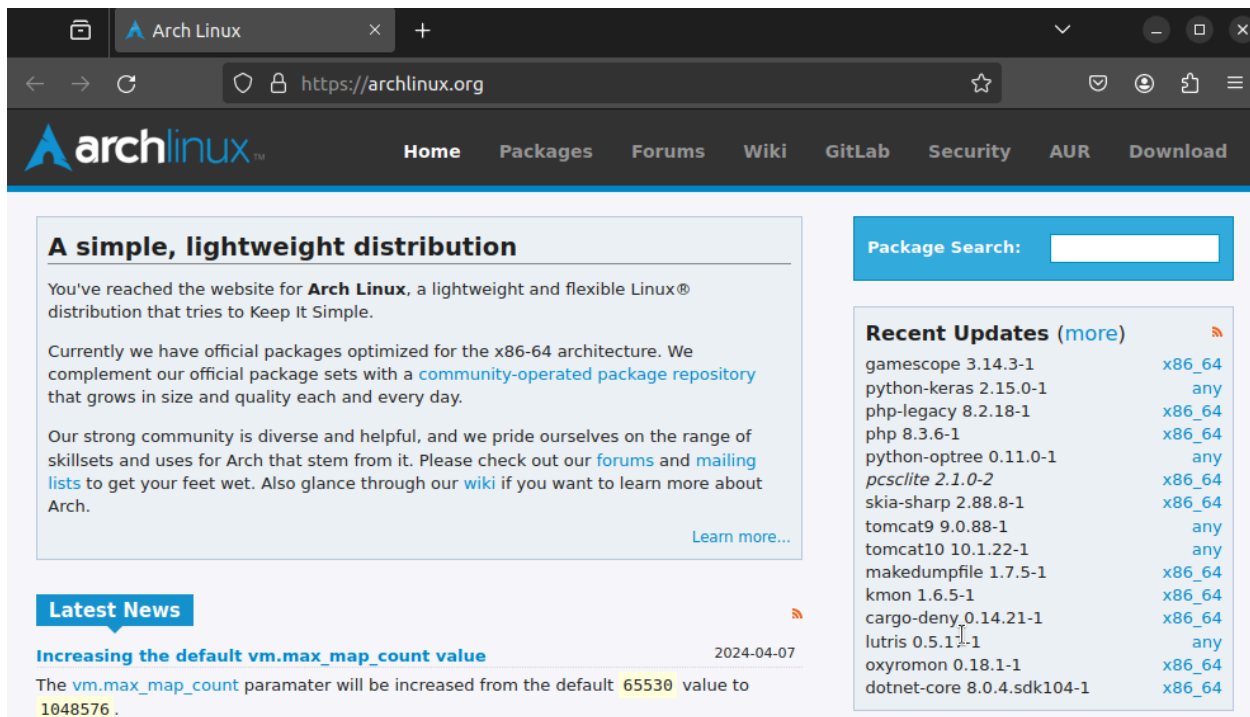 Arch Linux
https://archlinux.org
archlinux™
Home Packages Forums Wiki GitLab Security AUR Download
A simple, lightweight distribution
You've reached the website for Arch Linux, a lightweight and flexible Linux®
distribution that tries to Keep It Simple.
Currently we have official packages optimized for the x86-64 architecture. We
complement our official package sets with a community-operated package repository
that grows in size and quality each and every day.
Our strong community is diverse and helpful, and we pride ourselves on the range of
skillsets and uses for Arch that stem from it. Please check out our forums and mailing
lists to get your feet wet. Also glance through our wiki if you want to learn more about
Arch.
Learn more...
Latest News
Increasing the default vm.max_map_count value 2024-04-07
The vm.max_map_count paramater will be increased from the default 65530 value to
1048576.
Package Search:
Recent Updates (more)
gamescope 3.14.3-1 x86_64
python-keras 2.15.0-1 any
php-legacy 8.2.18-1 x86_64
php 8.3.6-1 x86_64
python-optree 0.11.0-1 any
pcsclite 2.1.0-2 x86_64
skia-sharp 2.88.8-1 x86_64
tomcat9 9.0.88-1 any
tomcat10 10.1.22-1 any
makedumpfile 1.7.5-1 x86_64
kmon 1.6.5-1 x86_64
cargo-deny 0.14.21-1 x86_64
lutris any
oxyromon 0.18.1-1 x86_64
dotnet-core 8.0.4.sdk104-1 x86_64